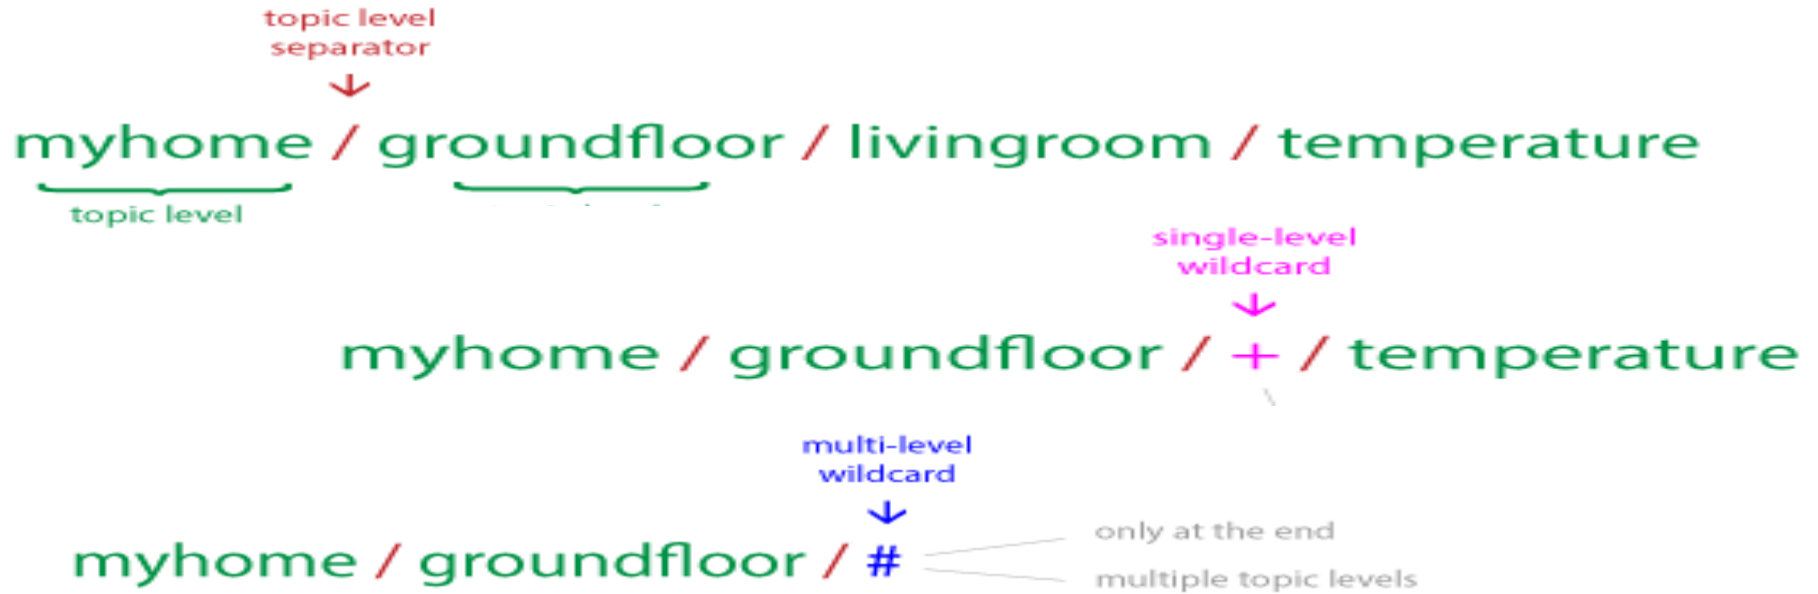 topic level
separator
myhome / groundfloor / livingroom / temperature
topic level
single-level
wildcard
myhome / groundfloor / + / temperature
multi-level
wildcard
myhome / groundfloor / #
only at the end
multiple topic levels